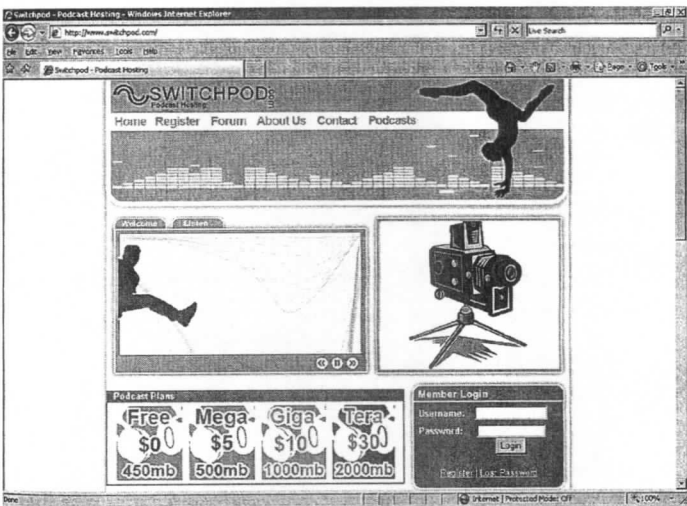 Switchpod - Podcast Hosting - Windows Internet Explorer
http://www.switchpod.com/
Live Search
File Edit View Favorites Tools Help
Switchpod - Podcast Hosting
Page
Tools
SWITCHPOD
Podcast Hosting
Home Register Forum About Us Contact Podcasts
Welcome Listen
Podcast Plans
Free Mega Giga Tera
$0 $5 $10 $30
450mb 500mb 1000mb 2000mb
Member Login
Username:
Password:
Login
Register | Lost Password
Done
Internet | Protected Mode: Off
100%